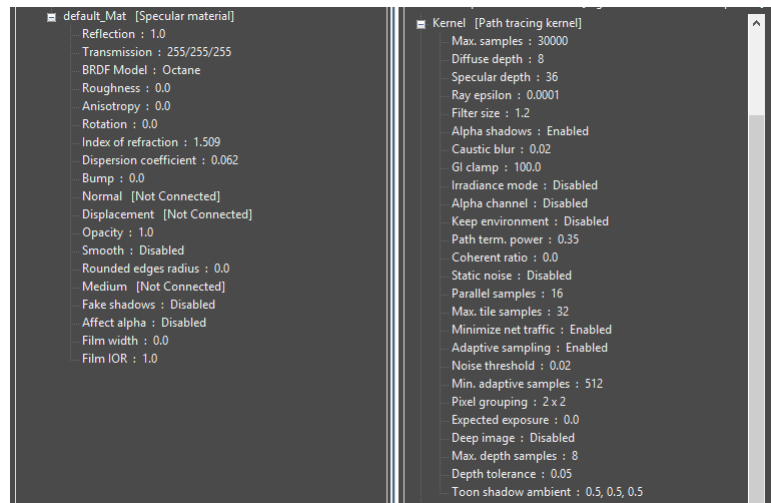 default_Mat [Specular material]
Reflection : 1.0
Transmission : 255/255/255
BRDF Model : Octane
Roughness : 0.0
Anisotropy : 0.0
Rotation : 0.0
Index of refraction : 1.509
Dispersion coefficient : 0.062
Bump : 0.0
Normal [Not Connected]
Displacement [Not Connected]
Opacity : 1.0
Smooth : Disabled
Rounded edges radius : 0.0
Medium [Not Connected]
Fake shadows : Disabled
Affect alpha : Disabled
Film width : 0.0
Film IOR : 1.0
Kernel [Path tracing kernel]
Max. samples : 30000
Diffuse depth : 8
Specular depth : 36
Ray epsilon : 0.0001
Filter size : 1.2
Alpha shadows : Enabled
Caustic blur : 0.02
GI clamp : 100.0
Irradiance mode : Disabled
Alpha channel : Disabled
Keep environment : Disabled
Path term. power : 0.35
Coherent ratio : 0.0
Static noise : Disabled
Parallel samples : 16
Max. tile samples : 32
Minimize net traffic : Enabled
Adaptive sampling : Enabled
Noise threshold : 0.02
Min. adaptive samples : 512
Pixel grouping : 2 x 2
Expected exposure : 0.0
Deep image : Disabled
Max. depth samples : 8
Depth tolerance : 0.05
Toon shadow ambient : 0.5, 0.5, 0.5